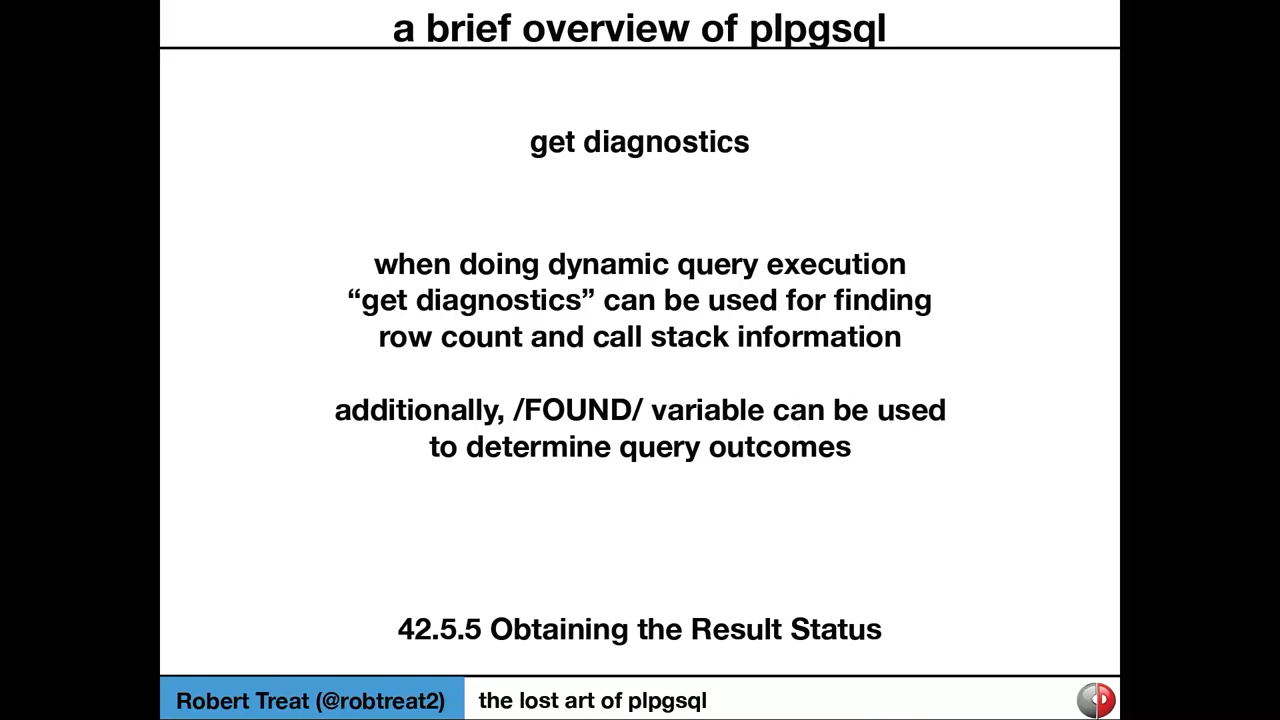 a brief overview of plpgsql
get diagnostics
when doing dynamic query execution
“get diagnostics” can be used for finding
row count and call stack information
additionally, /FOUND/ variable can be used
to determine query outcomes
42.5.5 Obtaining the Result Status
Robert Treat (@robtreat2)
the lost art of plpgsql